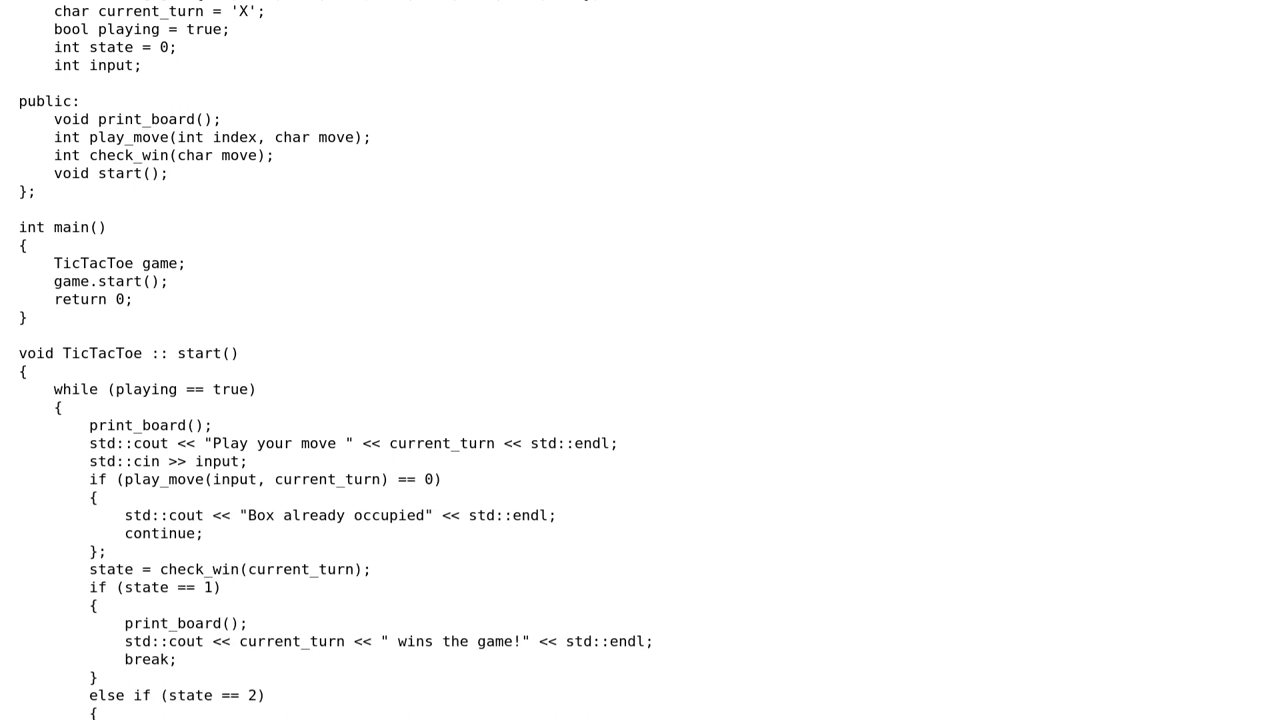 char current_turn = 'X';
    bool playing = true;
    int state = 0;
    int input;

public:
    void print_board();
    int play_move(int index, char move);
    int check_win(char move);
    void start();
};

int main()
{
    TicTacToe game;
    game.start();
    return 0;
}

void TicTacToe :: start()
{
    while (playing == true)
    {
        print_board();
        std::cout << "Play your move " << current_turn << std::endl;
        std::cin >> input;
        if (play_move(input, current_turn) == 0)
        {
            std::cout << "Box already occupied" << std::endl;
            continue;
        };
        state = check_win(current_turn);
        if (state == 1)
        {
            print_board();
            std::cout << current_turn << " wins the game!" << std::endl;
            break;
        }
        else if (state == 2)
        {